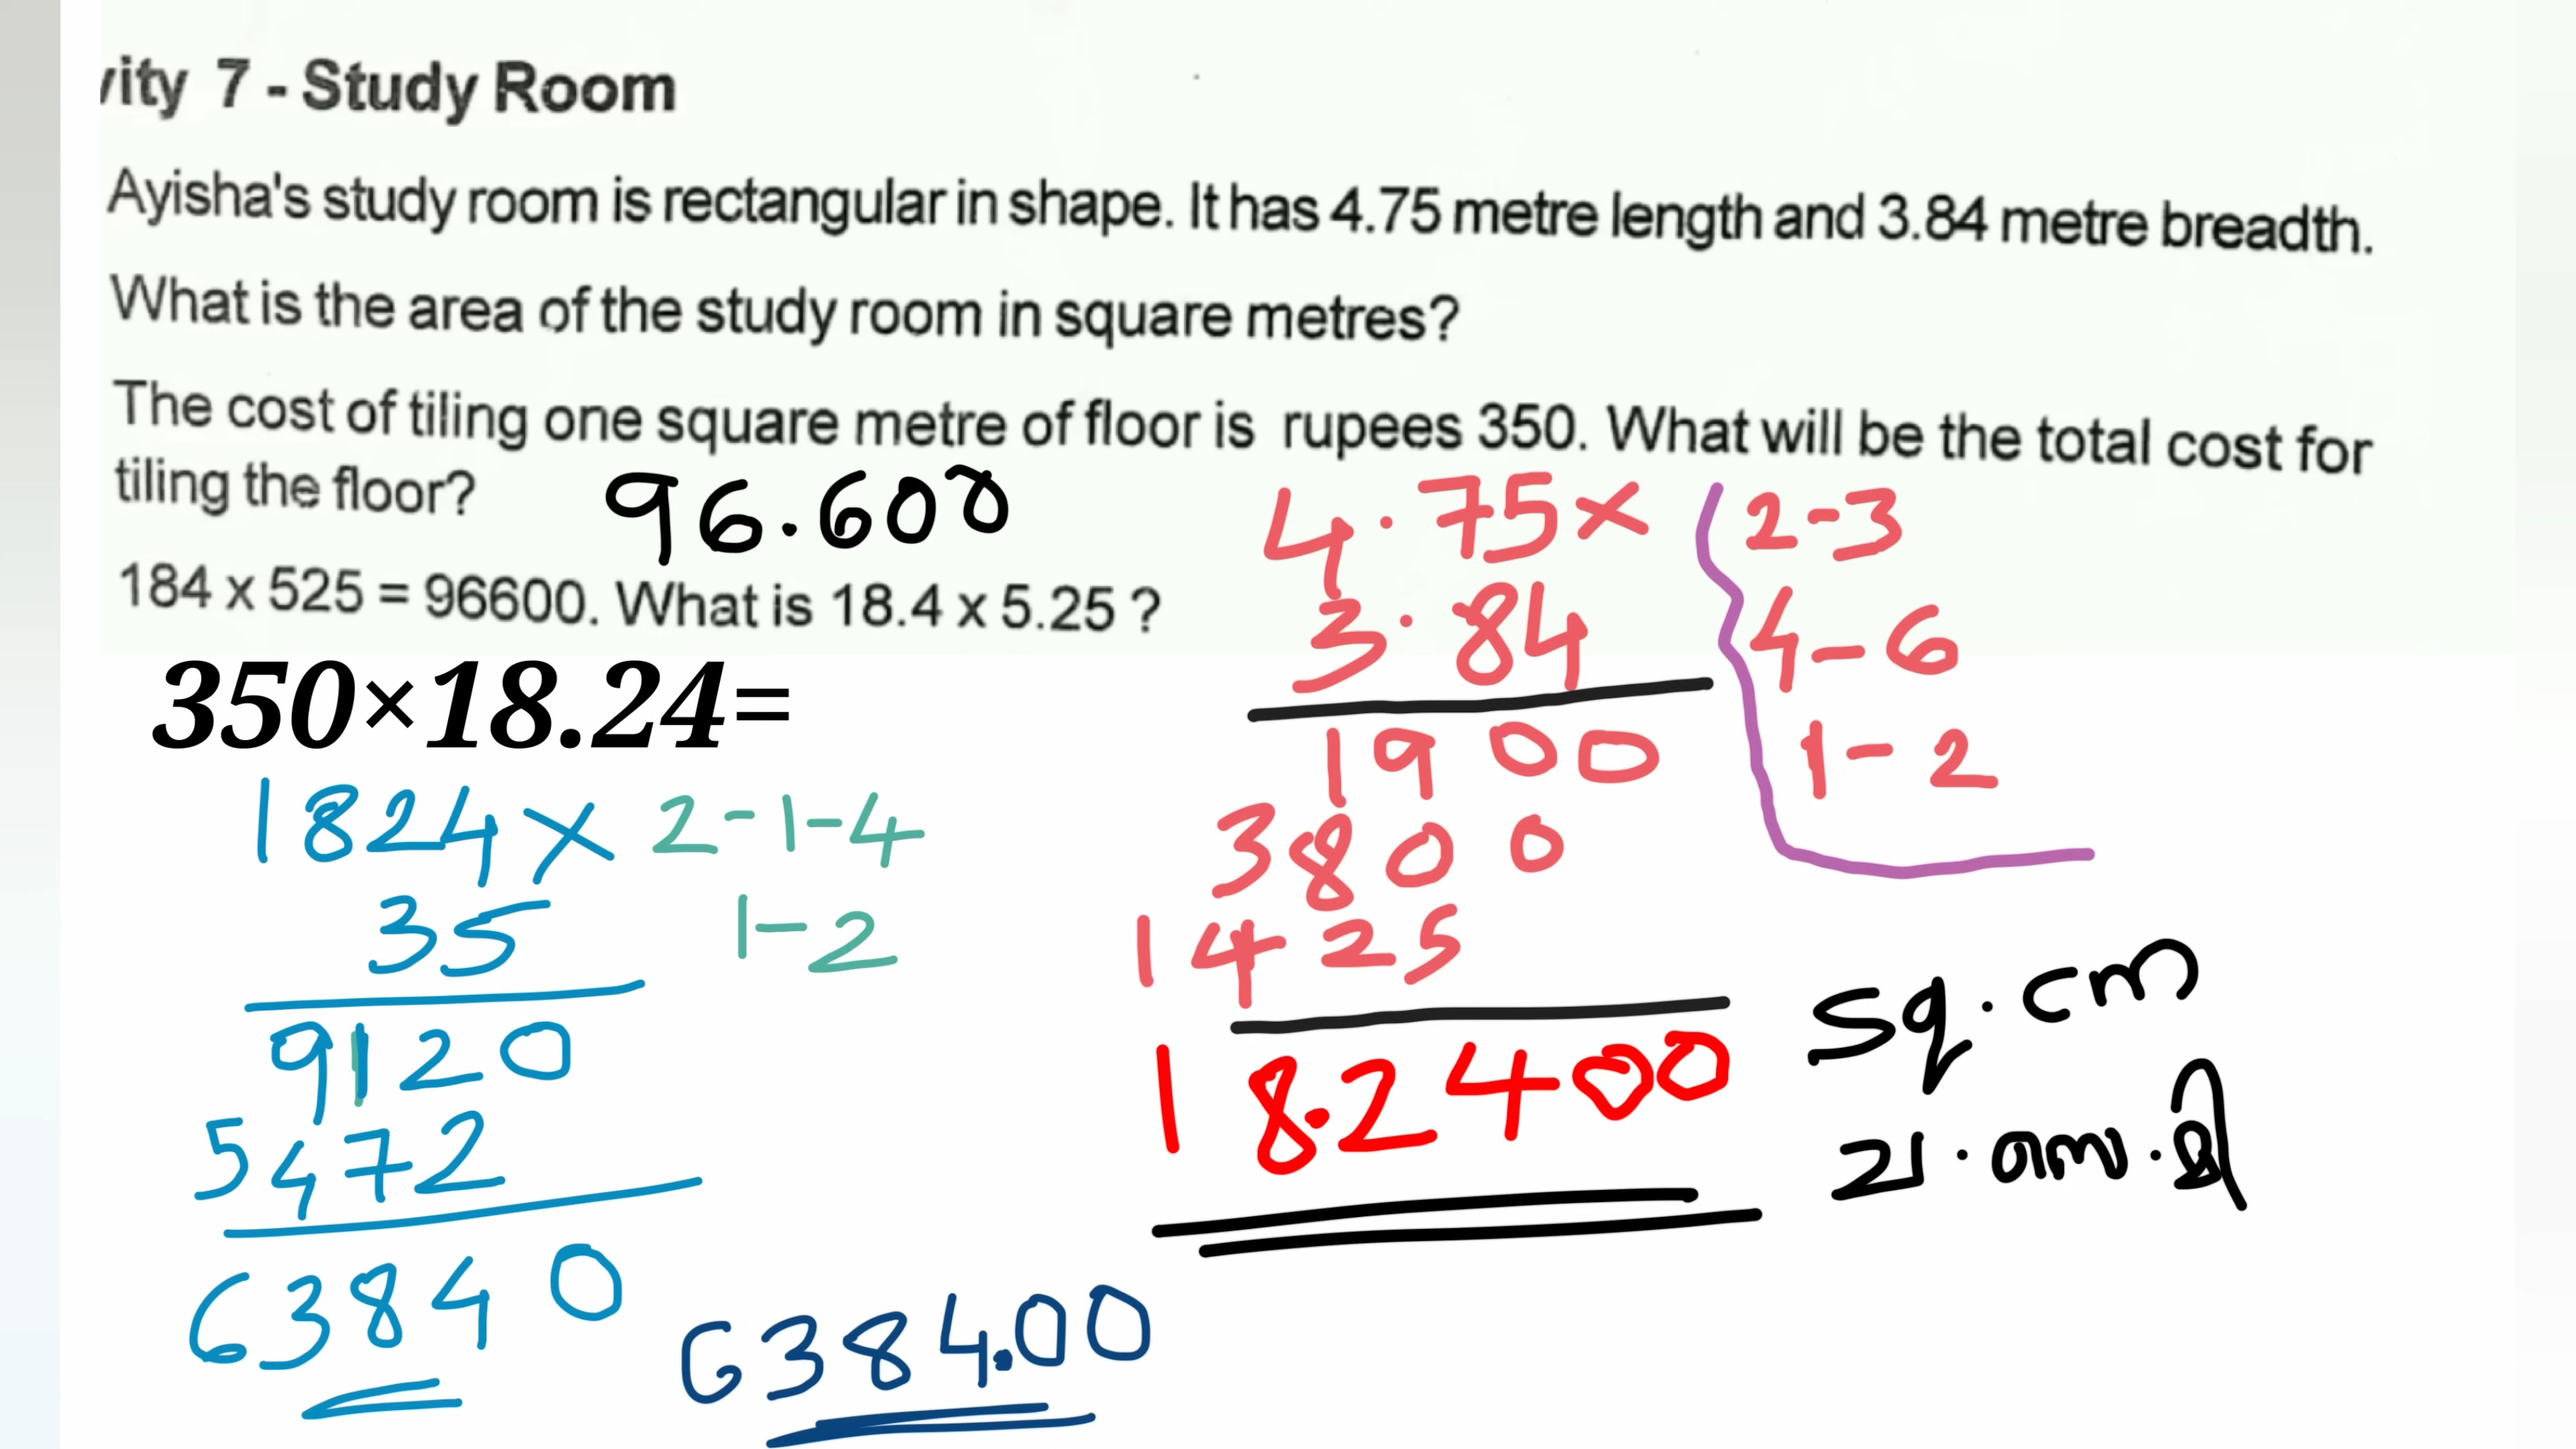 vity 7 - Study Room
Ayisha's study room is rectangular in shape. It has 4.75 metre length and 3.84 metre breadth.
What is the area of the study room in square metres?
The cost of tiling one square metre of floor is rupees 350. What will be the total cost for
tiling the floor?
96.600
184 x 525 = 96600. What is 18.4 x 5.25 ?
350×18.24=
1824×
35
9120
5472
63840
2-1-4
1-2
6384.00
4.75×
3.84
1900
3800
1425
18.2400
2-3
4-6
1-2
sq.cm
ച.സെ.മീ